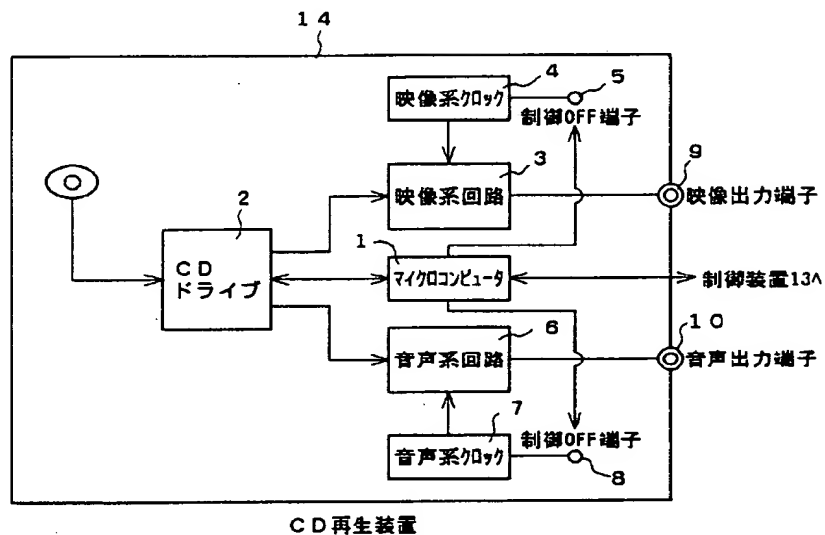 14
4
5
映像系クロック
制御OFF端子
3
9
映像系回路
映像出力端子
2
1
CD
ドライブ
マイクロコンピュータ
制御装置13へ
6
10
音声系回路
音声出力端子
7
制御OFF端子
音声系クロック
8
CD再生装置